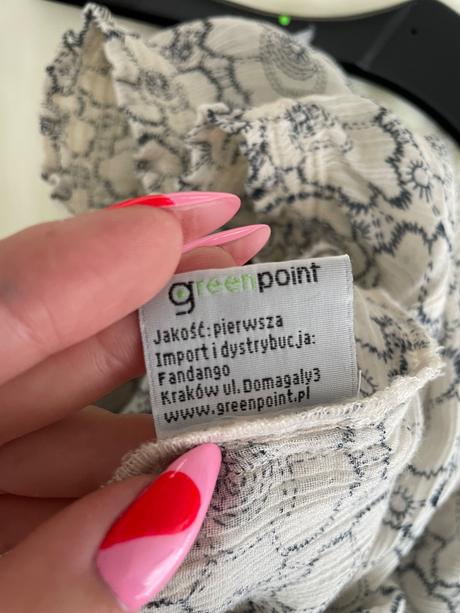 greenpoint
Jakość: pierwsza
Import i dystrybucja:
Fandango
Kraków ul.Domagały3
www.greenpoint.pl